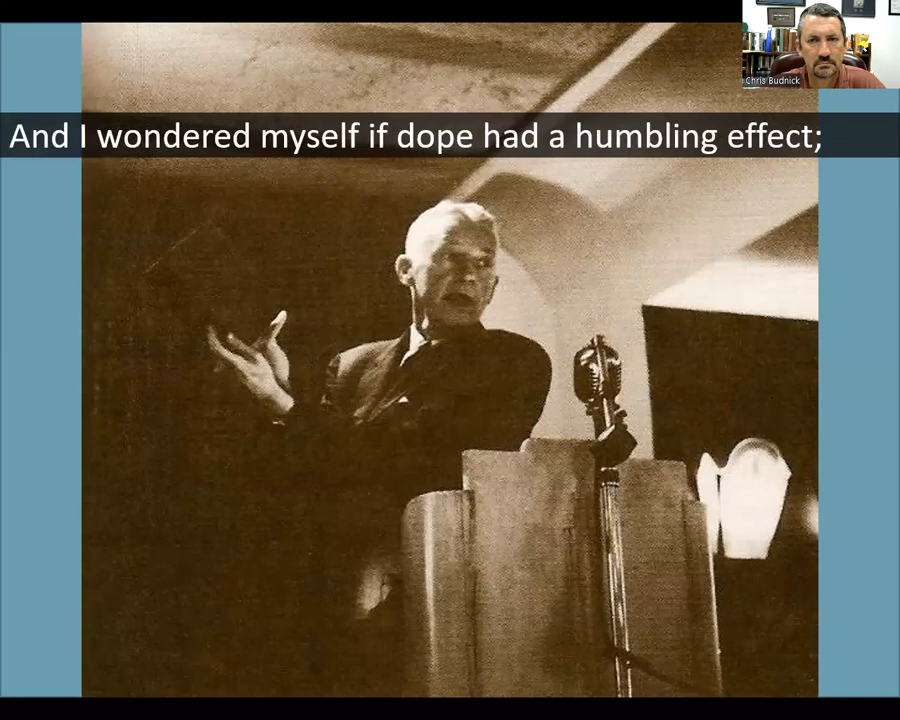 Chris Budnick
And I wondered myself if dope had a humbling effect;